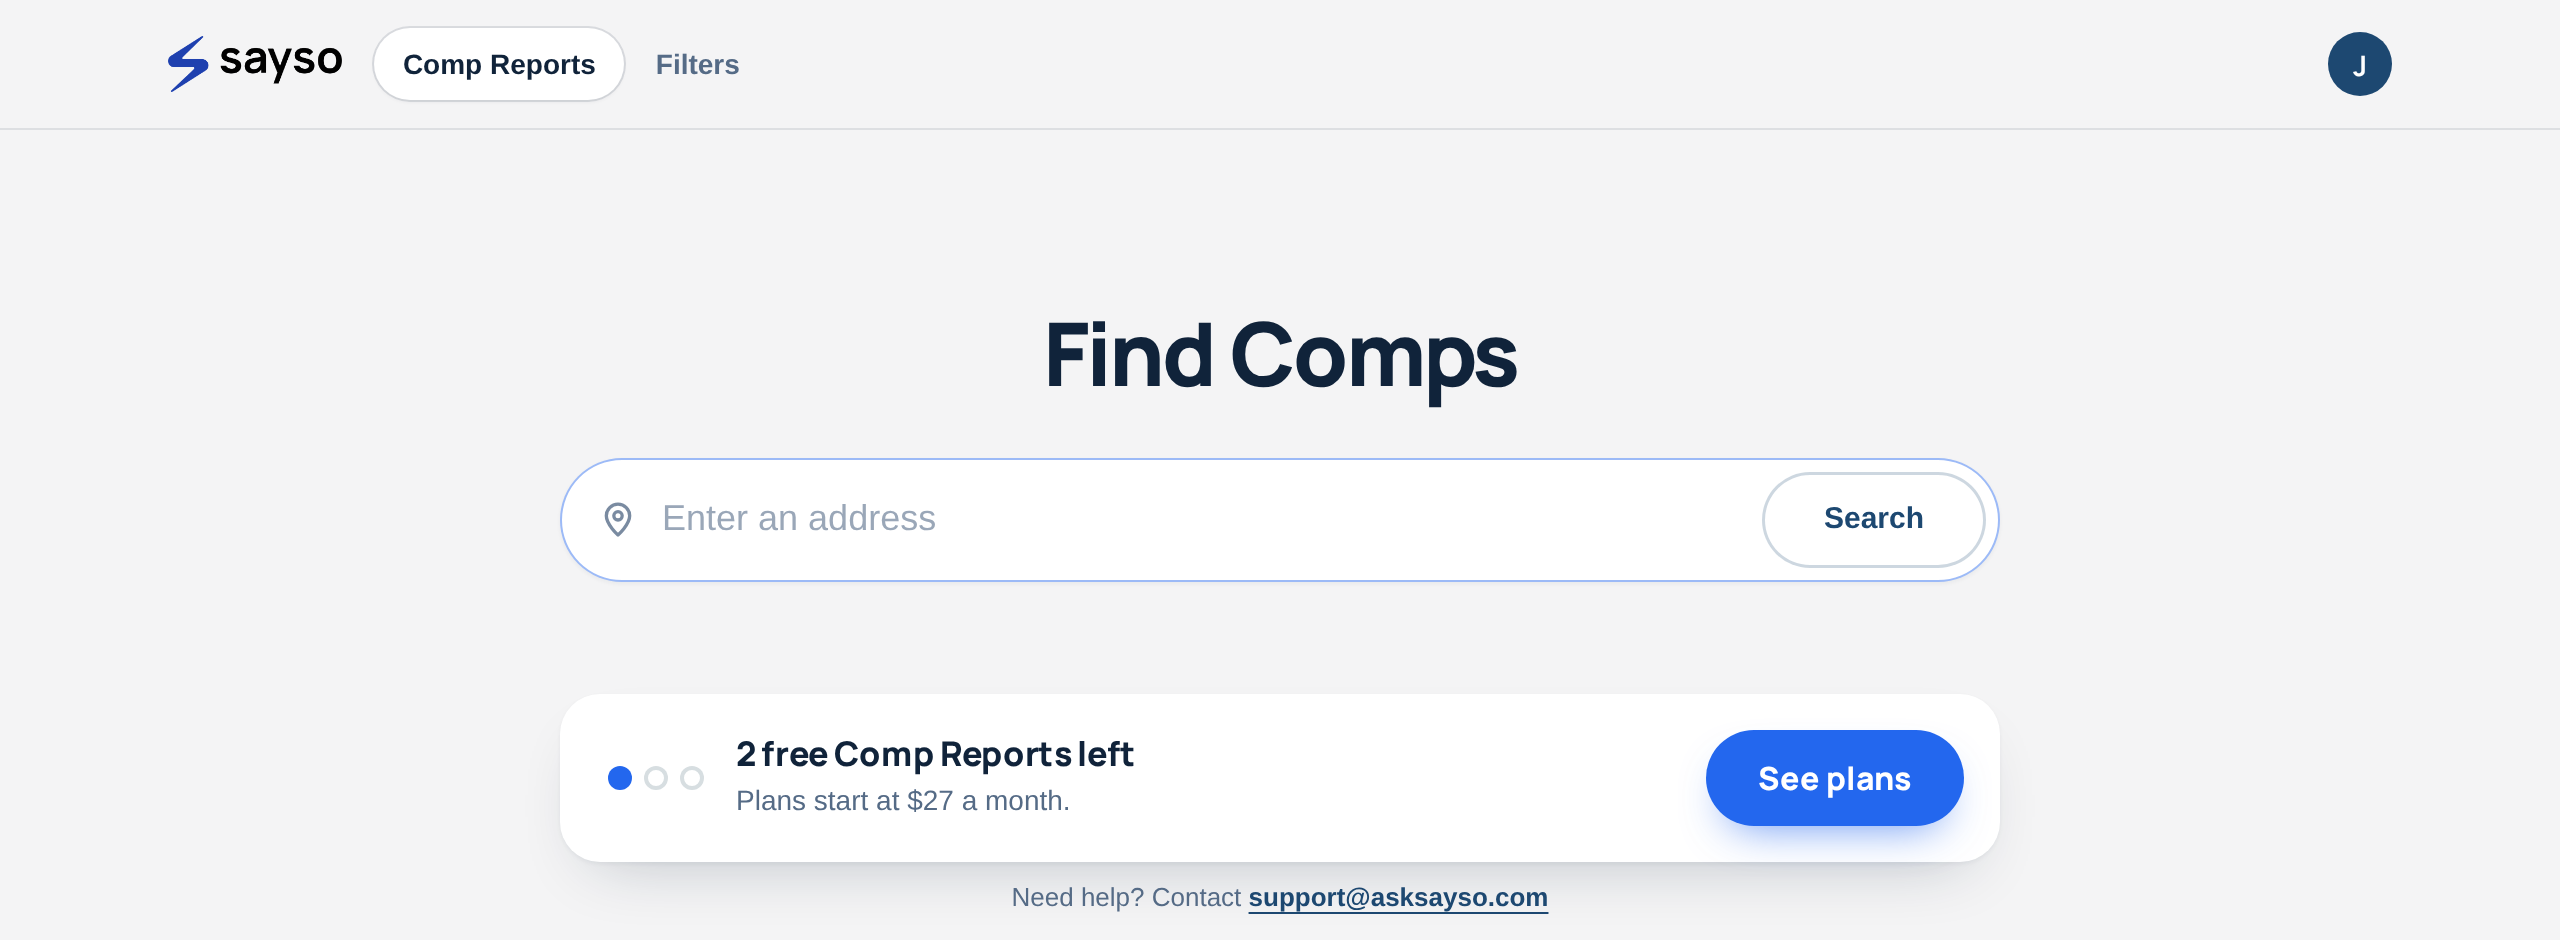 sayso
Comp Reports
Filters
J
Find Comps
Enter an address
Search
2 free Comp Reports left
Plans start at $27 a month.
See plans
Need help? Contact support@asksayso.com